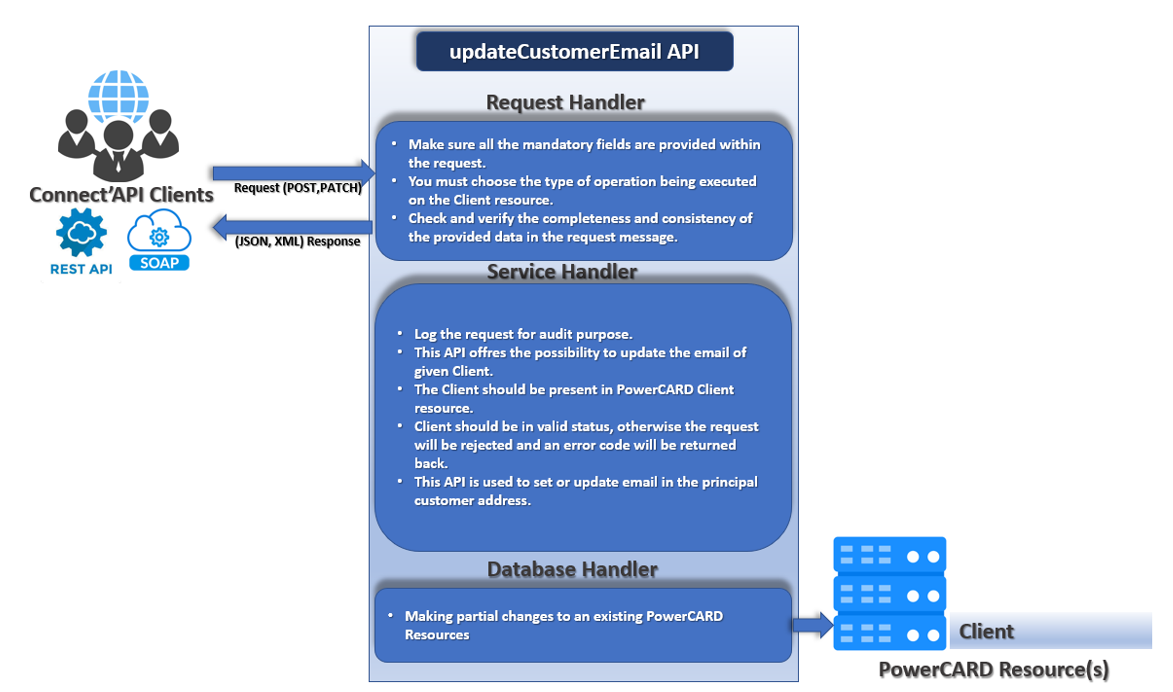 updateCustomerEmail API
Request Handler
• Make sure all the mandatory fields are provided within
the request.
• You must choose the type of operation being executed
on the Client resource.
• Check and verify the completeness and consistency of
the provided data in the request message.
Connect'API Clients
Request (POST,PATCH)
(JSON, XML) Response
REST API
SOAP
Service Handler
• Log the request for audit purpose.
• This API offres the possibility to update the email of
given Client.
• The Client should be present in PowerCARD Client
resource.
• Client should be in valid status, otherwise the request
will be rejected and an error code will be returned
back.
• This API is used to set or update email in the principal
customer address.
Database Handler
• Making partial changes to an existing PowerCARD
Resources
Client
PowerCARD Resource(s)